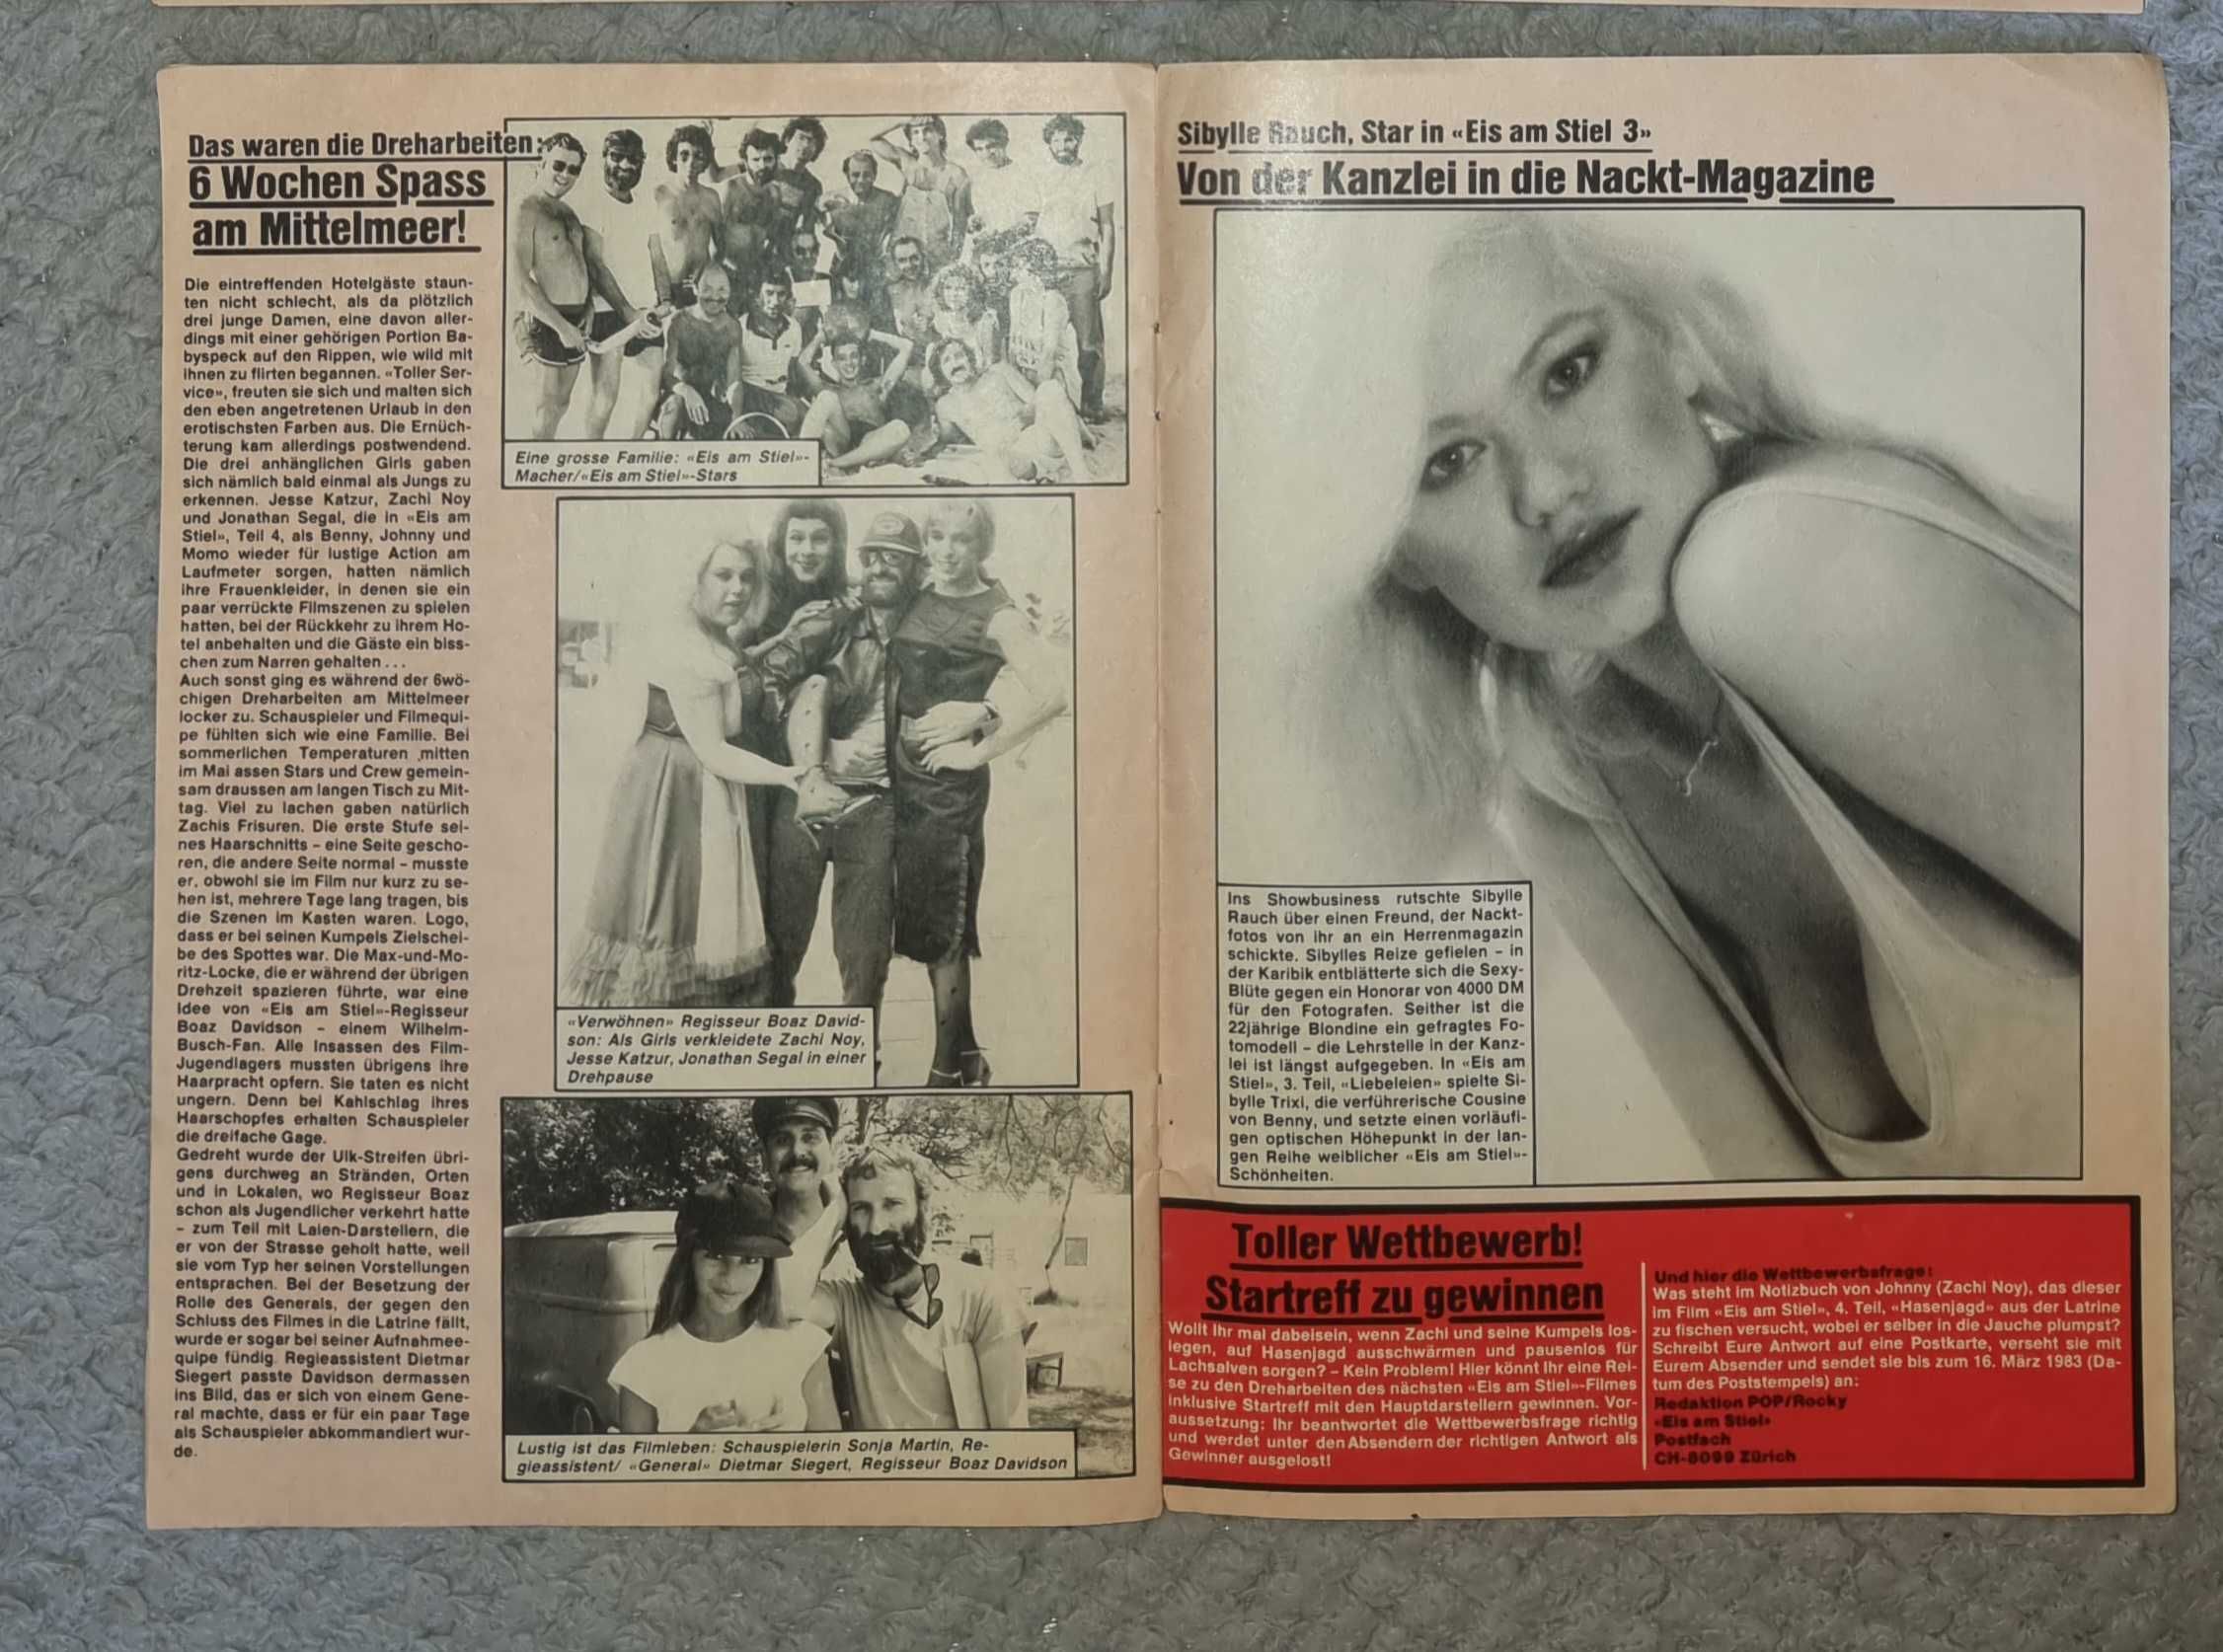 Das waren die Dreharbeiten:
6 Wochen Spass
am Mittelmeer!
Die eintreffenden Hotelgäste staun-
ten nicht schlecht, als da plötzlich
drei junge Damen, eine davon aller-
dings mit einer gehörigen Portion Ba-
byspeck auf den Rippen, wie wild mit
ihnen zu flirten begannen. «Toller Ser-
vice», freuten sie sich und malten sich
den eben angetretenen Urlaub in den
erotischsten Farben aus. Die Ernüch-
terung kam allerdings postwendend.
Die drei anhänglichen Girls gaben
sich nämlich bald einmal als Jungs zu
erkennen. Jesse Katzur, Zachi Noy
und Jonathan Segal, die in «Eis am
Stiel», Teil 4, als Benny, Johnny und
Momo wieder für lustige Action am
Laufmeter sorgen, hatten nämlich
ihre Frauenkleider, in denen sie ein
paar verrückte Filmszenen zu spielen
hatten, bei der Rückkehr zu ihrem Ho-
tel anbehalten und die Gäste ein biss-
chen zum Narren gehalten...
Auch sonst ging es während der 6wö-
chigen Dreharbeiten am Mittelmeer
locker zu. Schauspieler und Filmequi-
pe fühlten sich wie eine Familie. Bei
sommerlichen Temperaturen mitten
im Mai assen Stars und Crew gemein-
sam draussen am langen Tisch zu Mit-
tag. Viel zu lachen gaben natürlich
Zachis Frisuren. Die erste Stufe sei-
nes Haarschnitts – eine Seite gescho-
ren, die andere Seite normal – musste
er, obwohl sie im Film nur kurz zu se-
hen ist, mehrere Tage lang tragen, bis
die Szenen im Kasten waren. Logo,
dass er bei seinen Kumpels Zielschei-
be des Spottes war. Die Max-und-Mo-
ritz-Locke, die er während der übrigen
Drehzeit spazieren führte, war eine
Idee von «Eis am Stiel»-Regisseur
Boaz Davidson – einem Wilhelm-
Busch-Fan. Alle Insassen des Film-
Jugendlagers mussten übrigens ihre
Haarpracht opfern. Sie taten es nicht
ungern. Denn bei Kahlschlag ihres
Haarschopfes erhalten Schauspieler
die dreifache Gage.
Gedreht wurde der Ulk-Streifen übri-
gens durchweg an Stränden, Orten
und in Lokalen, wo Regisseur Boaz
schon als Jugendlicher verkehrt hatte
– zum Teil mit Laien-Darstellern, die
er von der Strasse geholt hatte, weil
sie vom Typ her seinen Vorstellungen
entsprachen. Bei der Besetzung der
Rolle des Generals, der gegen den
Schluss des Filmes in die Latrine fällt,
wurde er sogar bei seiner Aufnahmee-
quipe fündig. Regieassistent Dietmar
Siegert passte Davidson dermassen
ins Bild, das er sich von einem Gene-
ral machte, dass er für ein paar Tage
als Schauspieler abkommandiert wur-
de.
Eine grosse Familie: «Eis am Stiel»-
Macher/«Eis am Stiel»-Stars
«Verwöhnen» Regisseur Boaz David-
son: Als Girls verkleidete Zachi Noy,
Jesse Katzur, Jonathan Segal in einer
Drehpause
Lustig ist das Filmleben: Schauspielerin Sonja Martin, Re-
gieassistent/ «General» Dietmar Siegert, Regisseur Boaz Davidson
Sibylle Rauch, Star in «Eis am Stiel 3»
Von der Kanzlei in die Nackt-Magazine
Ins Showbusiness rutschte Sibylle
Rauch über einen Freund, der Nackt-
fotos von ihr an ein Herrenmagazin
schickte. Sibylles Reize gefielen – in
der Karibik entblätterte sich die Sexy-
Blüte gegen ein Honorar von 4000 DM
für den Fotografen. Seither ist die
22jährige Blondine ein gefragtes Fo-
tomodell – die Lehrstelle in der Kanz-
lei ist längst aufgegeben. In «Eis am
Stiel», 3. Teil, «Liebeleien» spielte Si-
bylle Trixi, die verführerische Cousine
von Benny, und setzte einen vorläufi-
gen optischen Höhepunkt in der lan-
gen Reihe weiblicher «Eis am Stiel»-
Schönheiten.
Toller Wettbewerb!
Startreff zu gewinnen
Wollt Ihr mal dabeisein, wenn Zachi und seine Kumpels los-
legen, auf Hasenjagd ausschwärmen und pausenlos für
Lachsalven sorgen? – Kein Problem! Hier könnt Ihr eine Rei-
se zu den Dreharbeiten des nächsten «Eis am Stiel»-Filmes
inklusive Startreff mit den Hauptdarstellern gewinnen. Vor-
aussetzung: Ihr beantwortet die Wettbewerbsfrage richtig
und werdet unter den Absendern der richtigen Antwort als
Gewinner ausgelost!
Und hier die Wettbewerbsfrage:
Was steht im Notizbuch von Johnny (Zachi Noy), das dieser
im Film «Eis am Stiel», 4. Teil, «Hasenjagd» aus der Latrine
zu fischen versucht, wobei er selber in die Jauche plumpst?
Schreibt Eure Antwort auf eine Postkarte, verseht sie mit
Eurem Absender und sendet sie bis zum 16. März 1983 (Da-
tum des Poststempels) an:
Redaktion POP/Rocky
«Eis am Stiel»
Postfach
CH-8099 Zürich